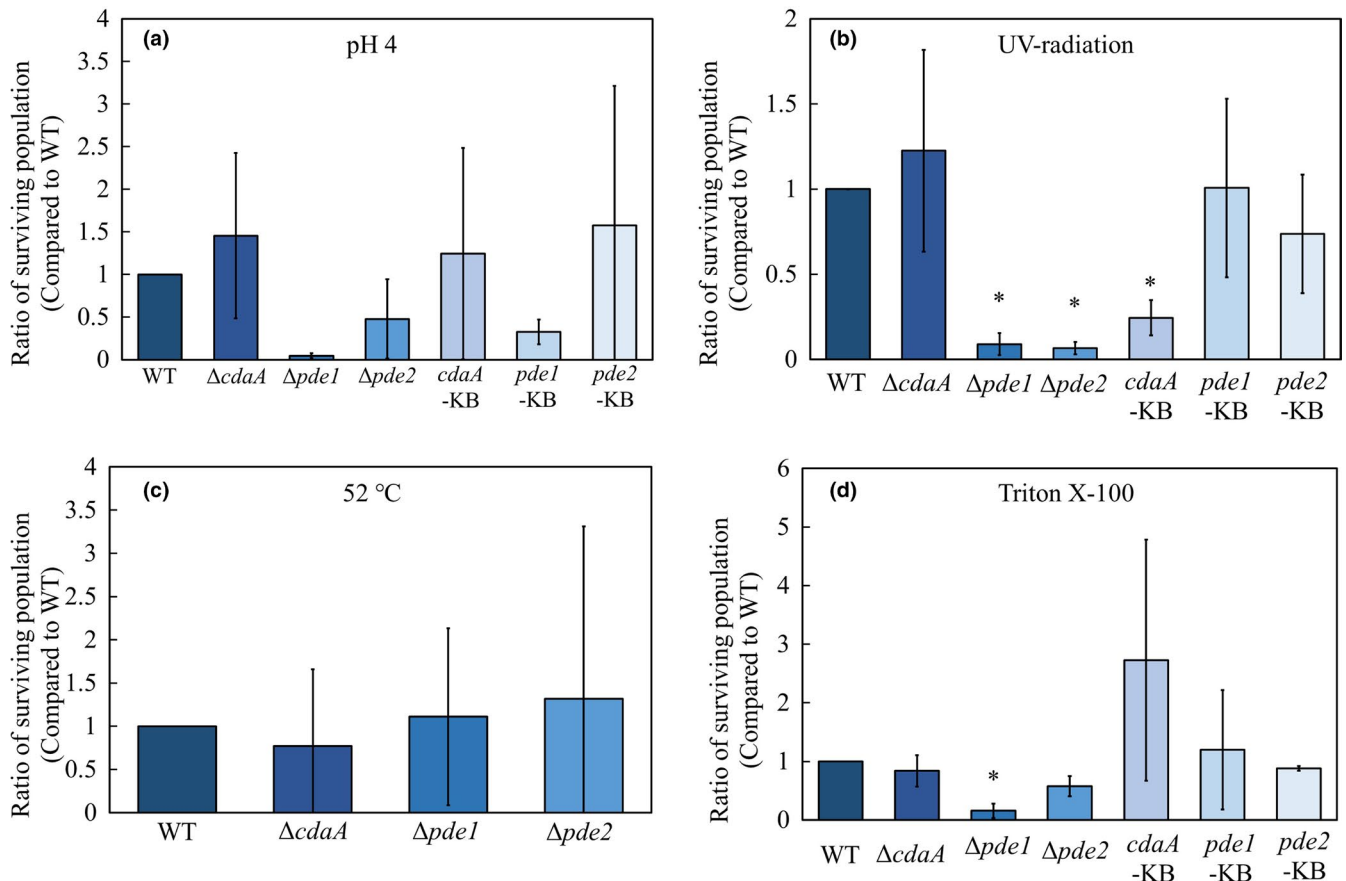 (a)
pH 4
Ratio of surviving population
(Compared to WT)
4
3.5
3
2.5
2
1.5
1
0.5
0
WT ΔcdaA Δpde1 Δpde2 cdaA pde1 pde2
-KB -KB -KB
(b)
UV-radiation
Ratio of surviving population
(Compared to WT)
2
1.5
1
0.5
0
* * *
WT ΔcdaA Δpde1 Δpde2 cdaA pde1 pde2
-KB -KB -KB
(c)
52 °C
Ratio of surviving population
(Compared to WT)
4
3.5
3
2.5
2
1.5
1
0.5
0
WT ΔcdaA Δpde1 Δpde2
(d)
Triton X-100
Ratio of surviving population
(Compared to WT)
6
5
4
3
2
1
0
*
WT ΔcdaA Δpde1 Δpde2 cdaA pde1 pde2
-KB -KB -KB